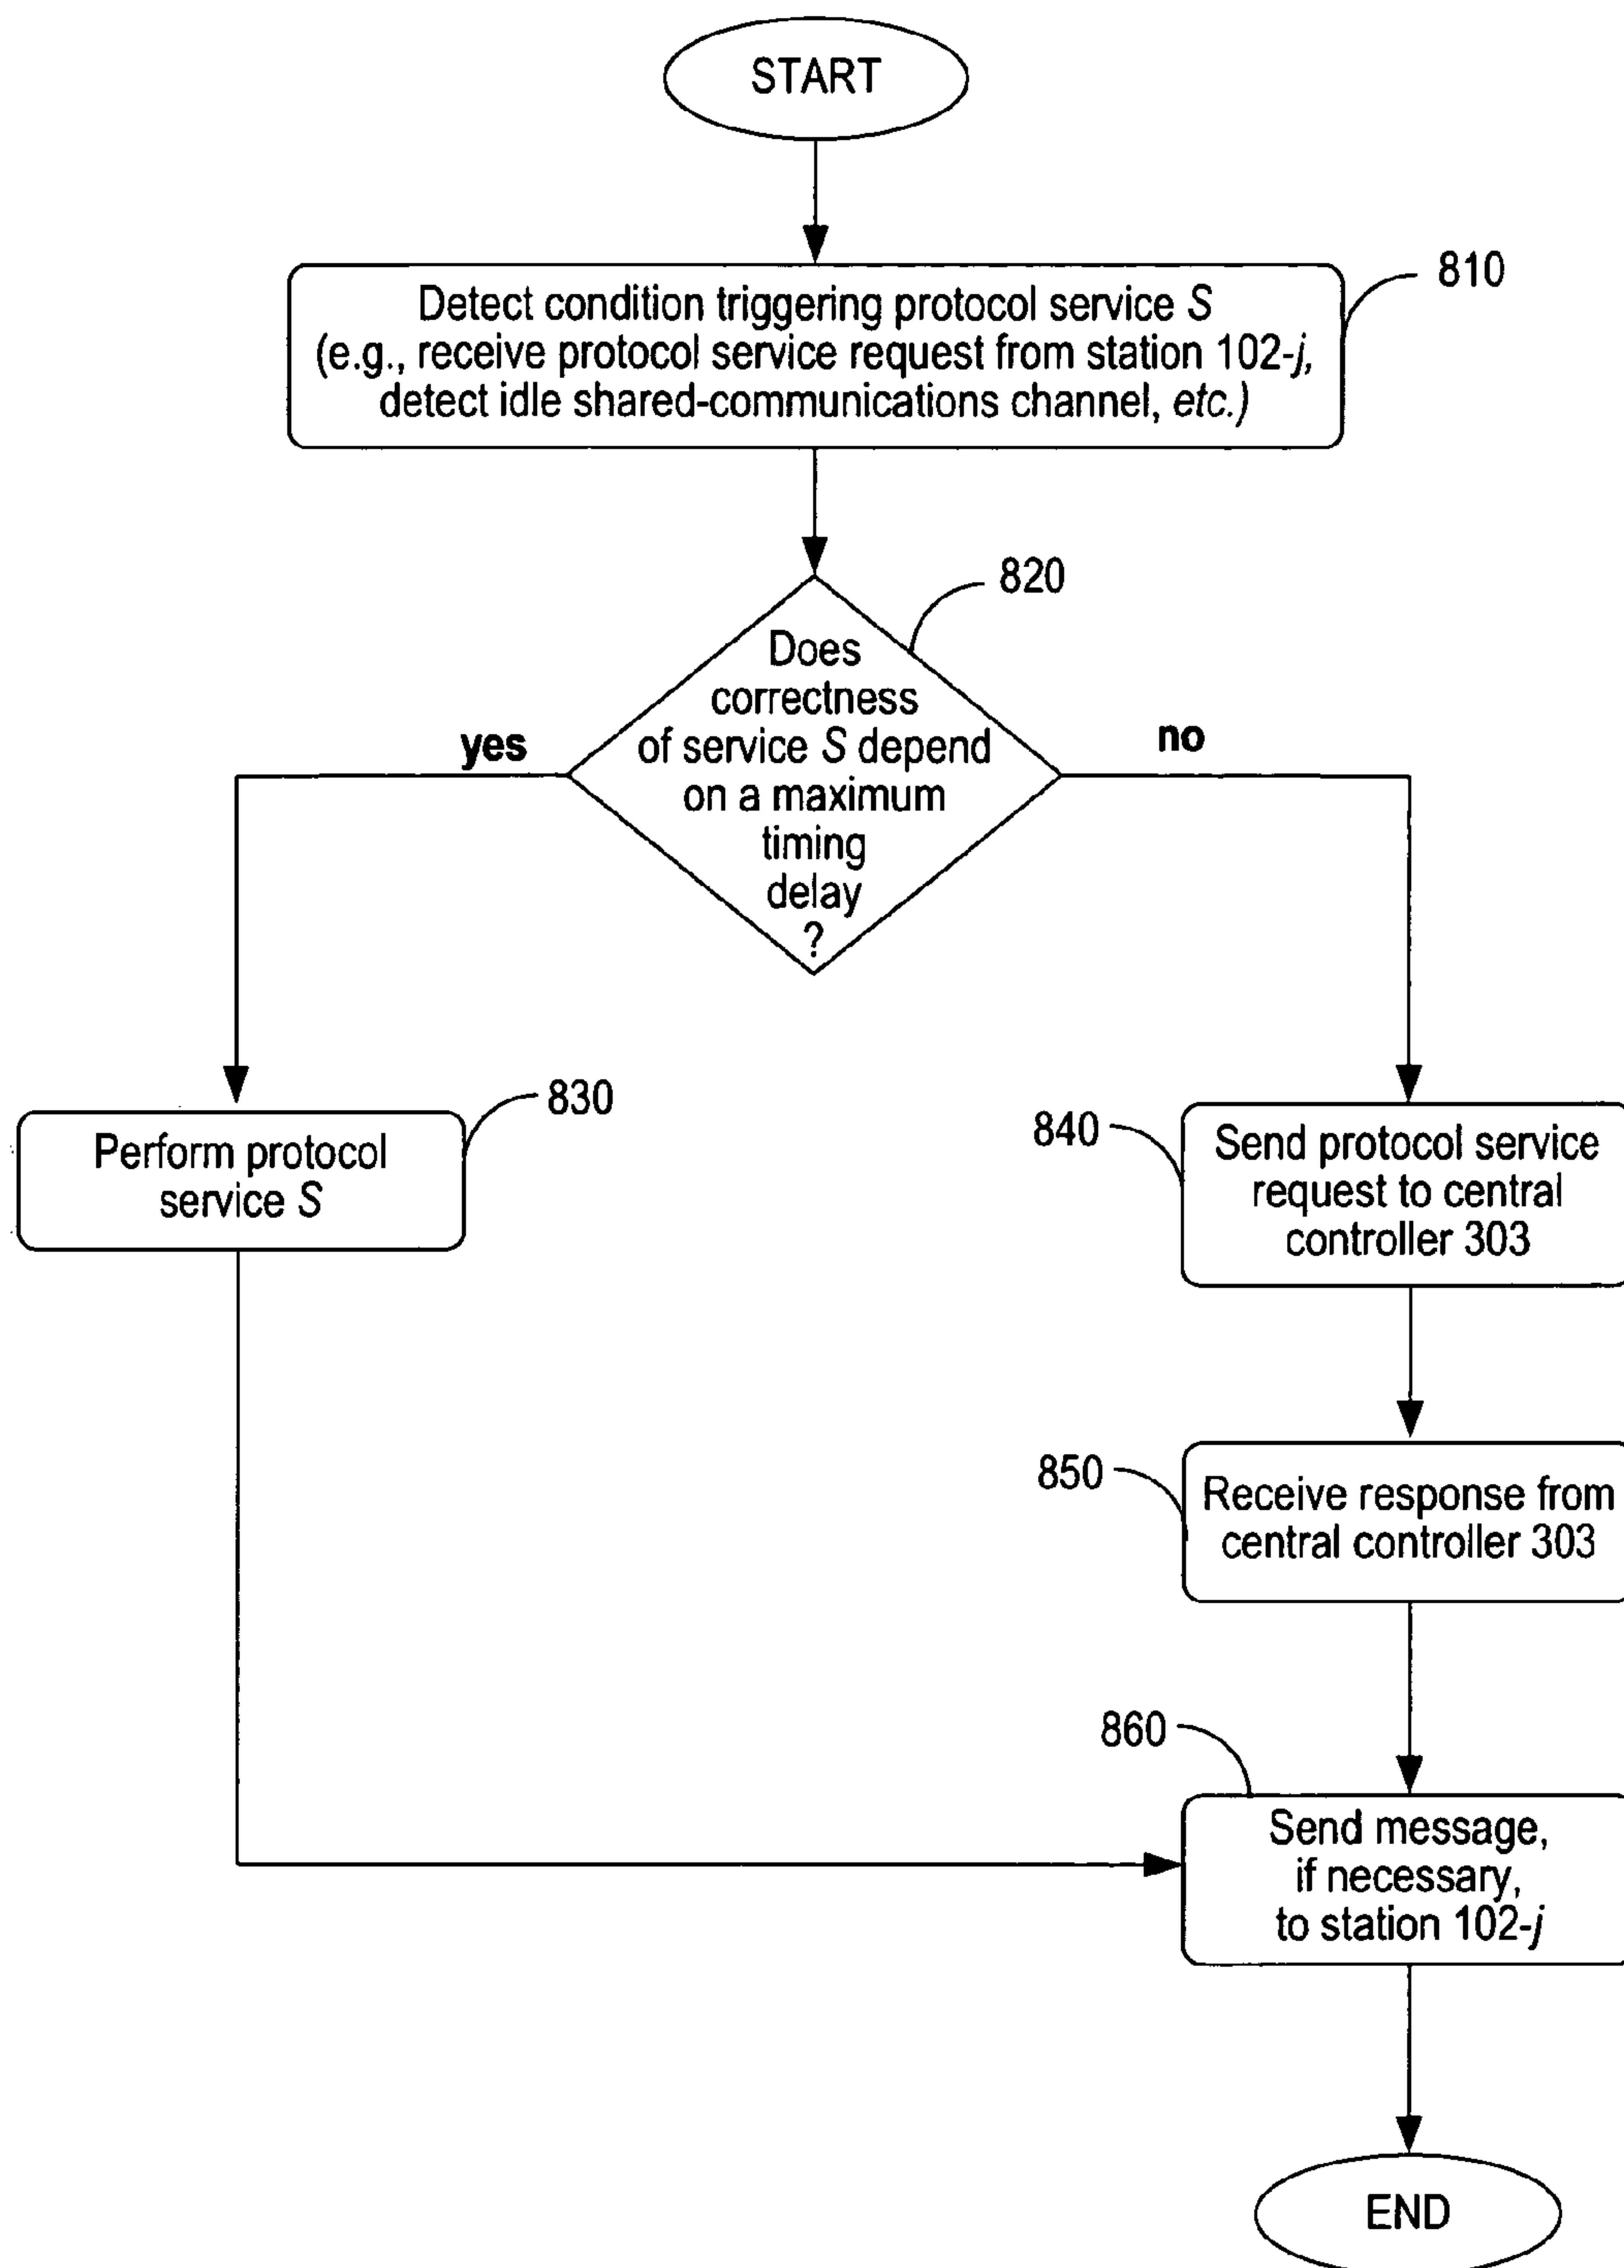 START
810
Detect condition triggering protocol service S
(e.g., receive protocol service request from station 102-j,
detect idle shared-communications channel, etc.)
820
Does
correctness
of service S depend
on a maximum
timing
delay
?
yes
no
830
Perform protocol
service S
840
Send protocol service
request to central
controller 303
850
Receive response from
central controller 303
860
Send message,
if necessary,
to station 102-j
END